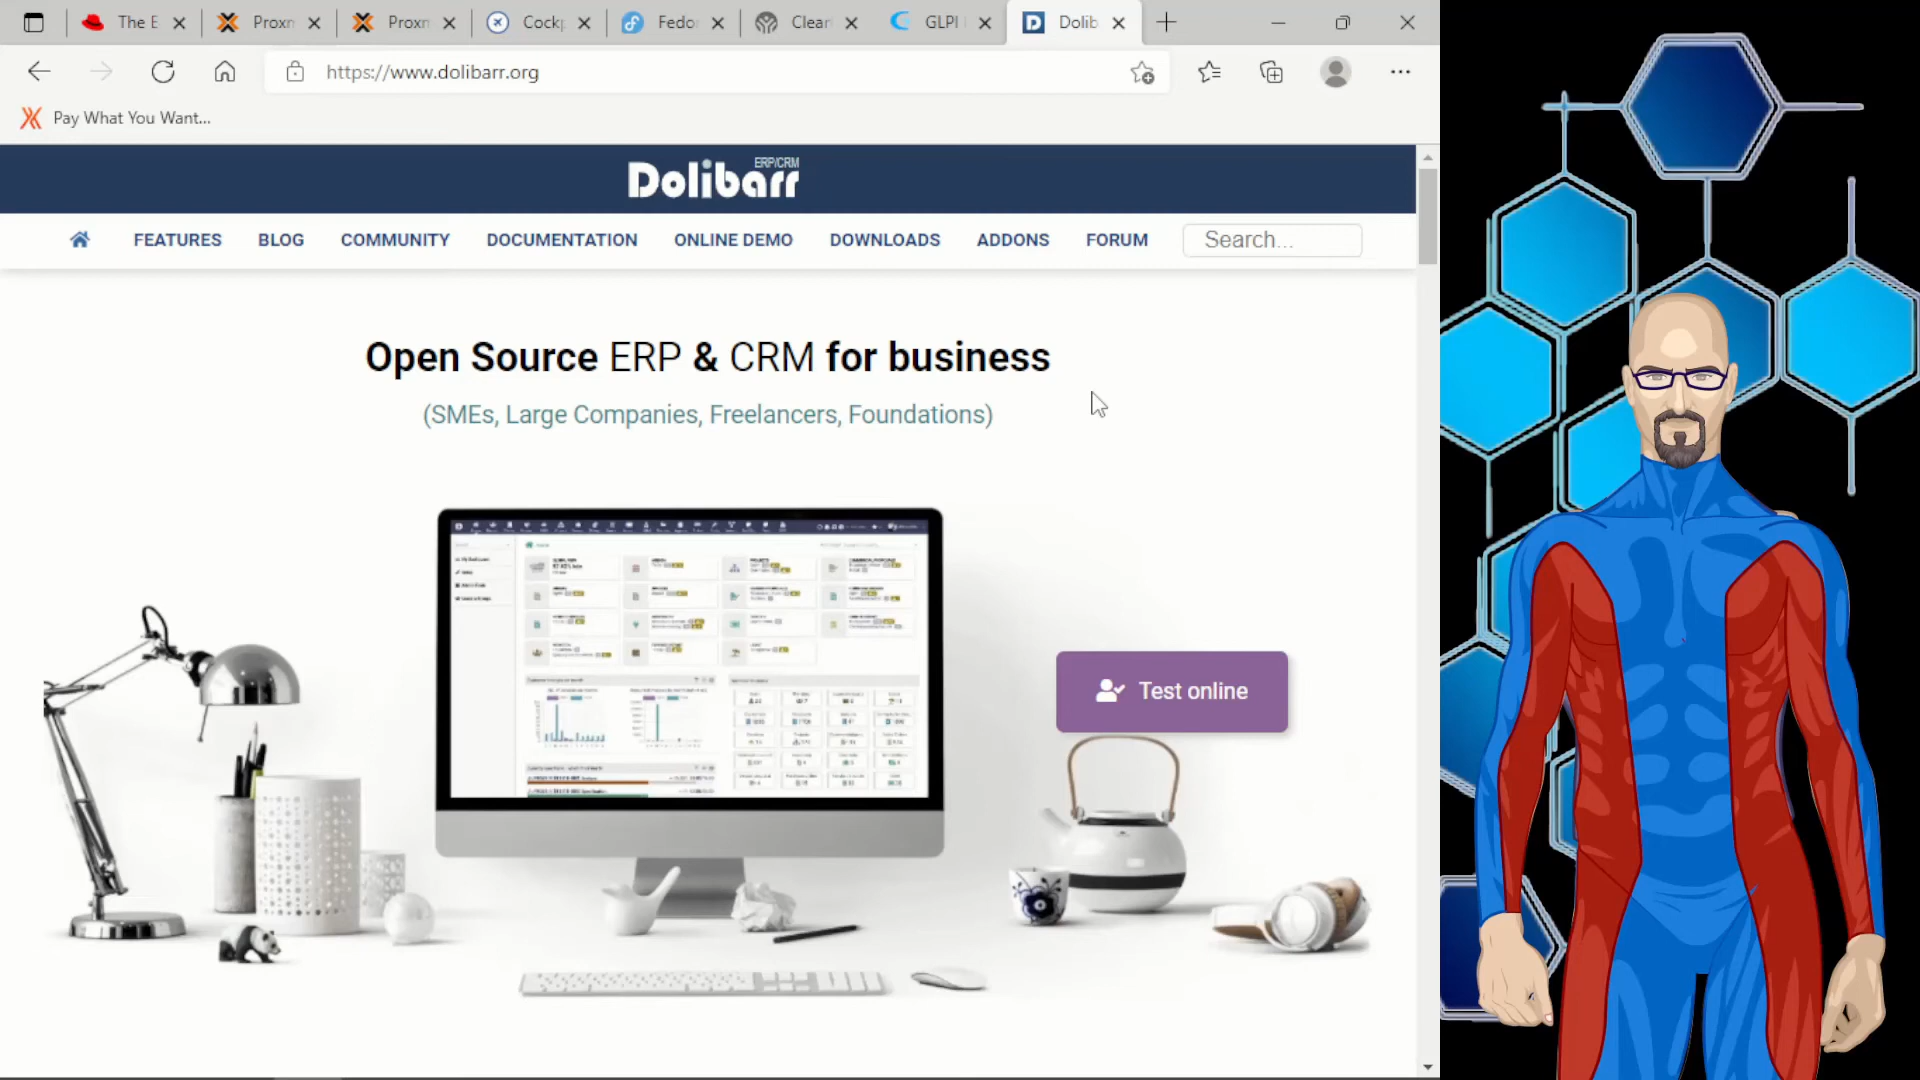 The E
Proxn
Proxn
Cockp
Fedor
Clear
GLPI
Dolib
https://www.dolibarr.org
Pay What You Want...
Dolibarr ERP/CRM
FEATURES BLOG COMMUNITY DOCUMENTATION ONLINE DEMO DOWNLOADS ADDONS FORUM Search...
Open Source ERP & CRM for business
(SMEs, Large Companies, Freelancers, Foundations)
Test online